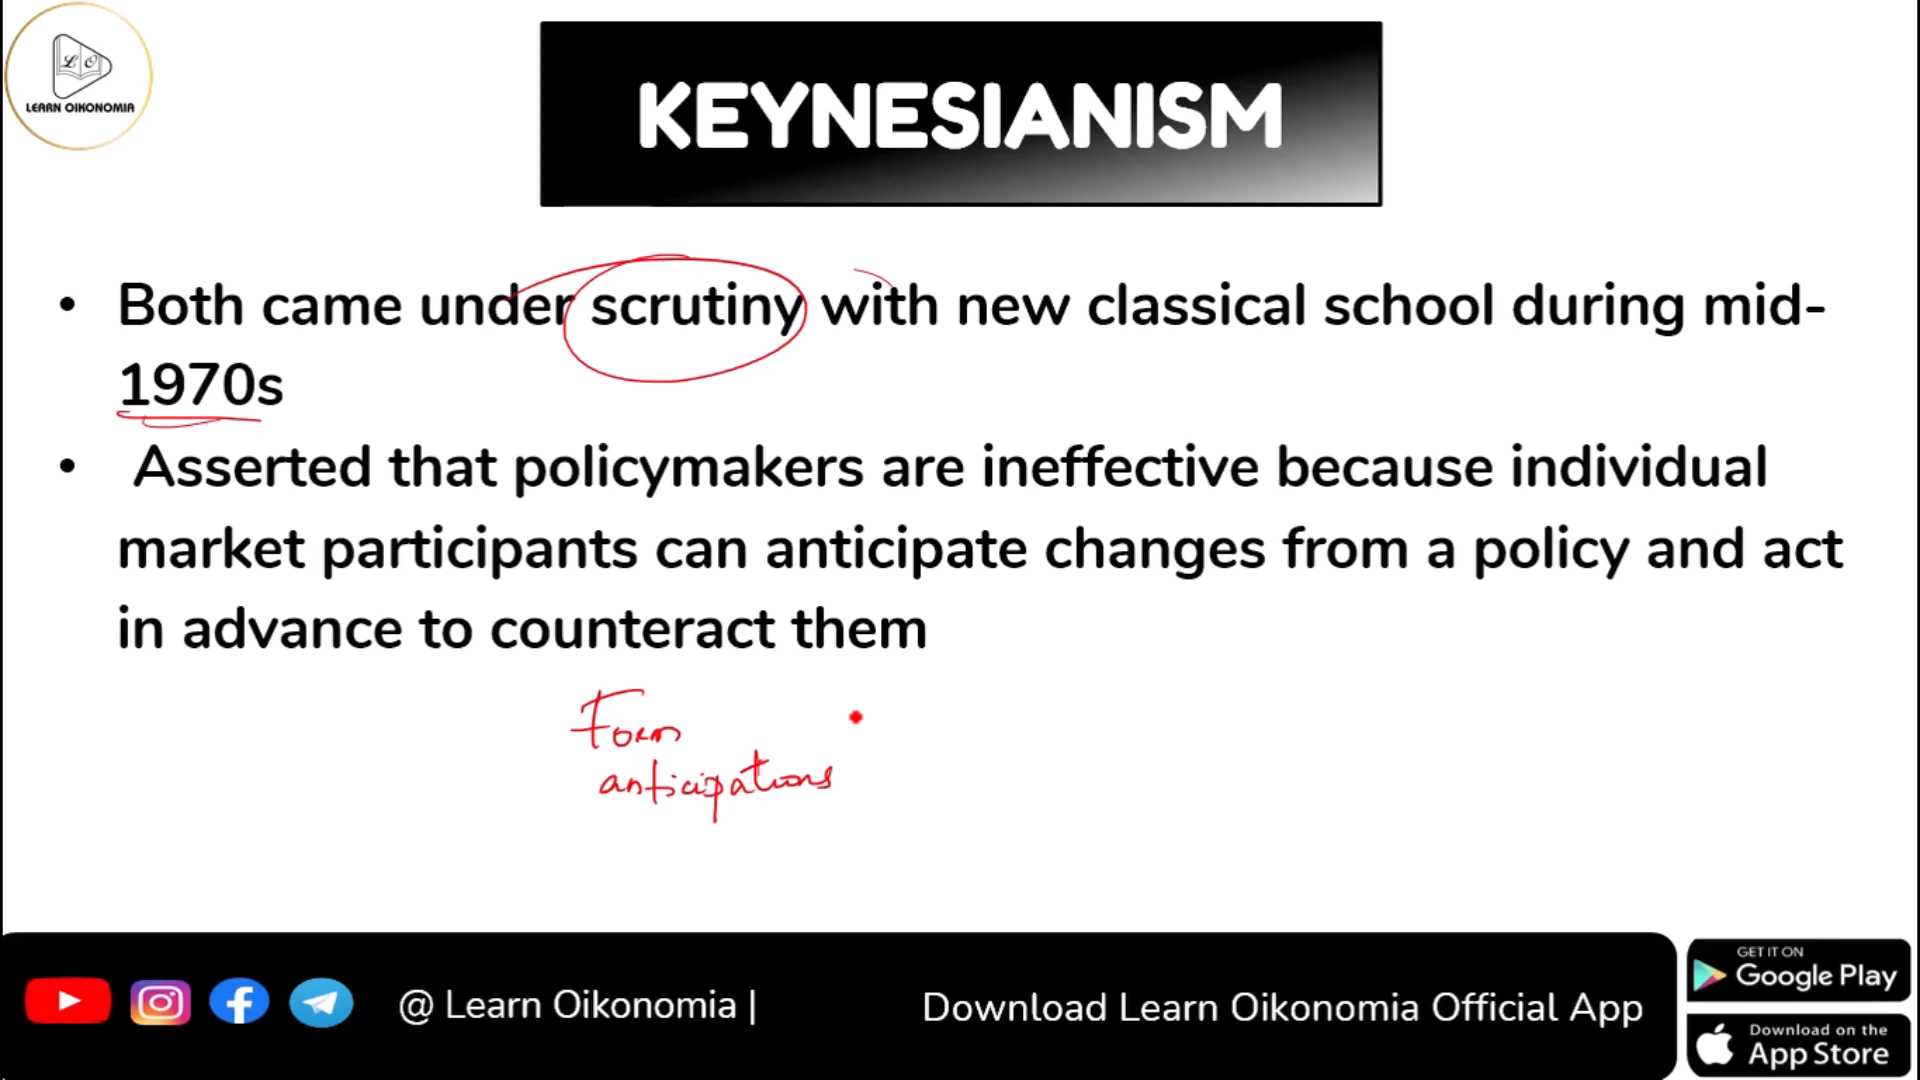 L O
LEARN OIKONOMIA
KEYNESIANISM
• Both came under scrutiny with new classical school during mid-
1970s
• Asserted that policymakers are ineffective because individual
market participants can anticipate changes from a policy and act
in advance to counteract them
Form
anticipations
@ Learn Oikonomia |
Download Learn Oikonomia Official App
GET IT ON
Google Play
Download on the
App Store